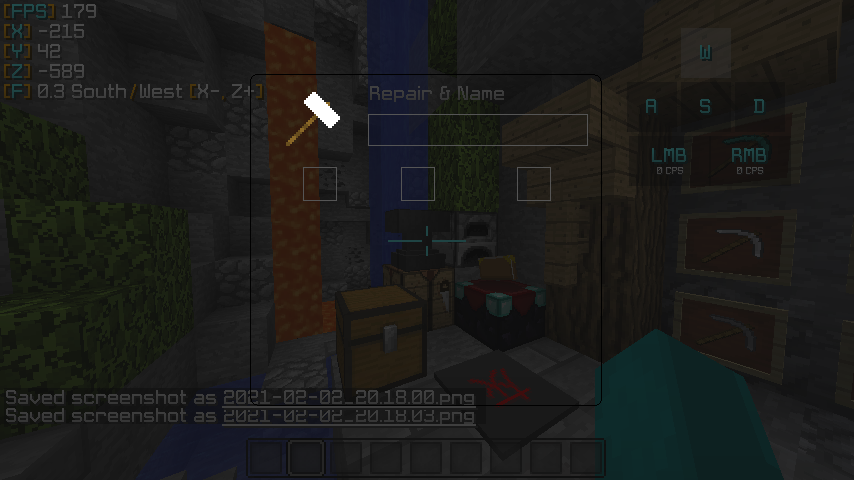 [FPS] 179
[X] -215
[Y] 42
[Z] -589
[F] 0.3 South/West [X-, Z+]
Repair & Name
W
A S D
LMB RMB
0 CPS 0 CPS
Saved screenshot as 2021-02-02_20.18.00.png
Saved screenshot as 2021-02-02_20.18.03.png